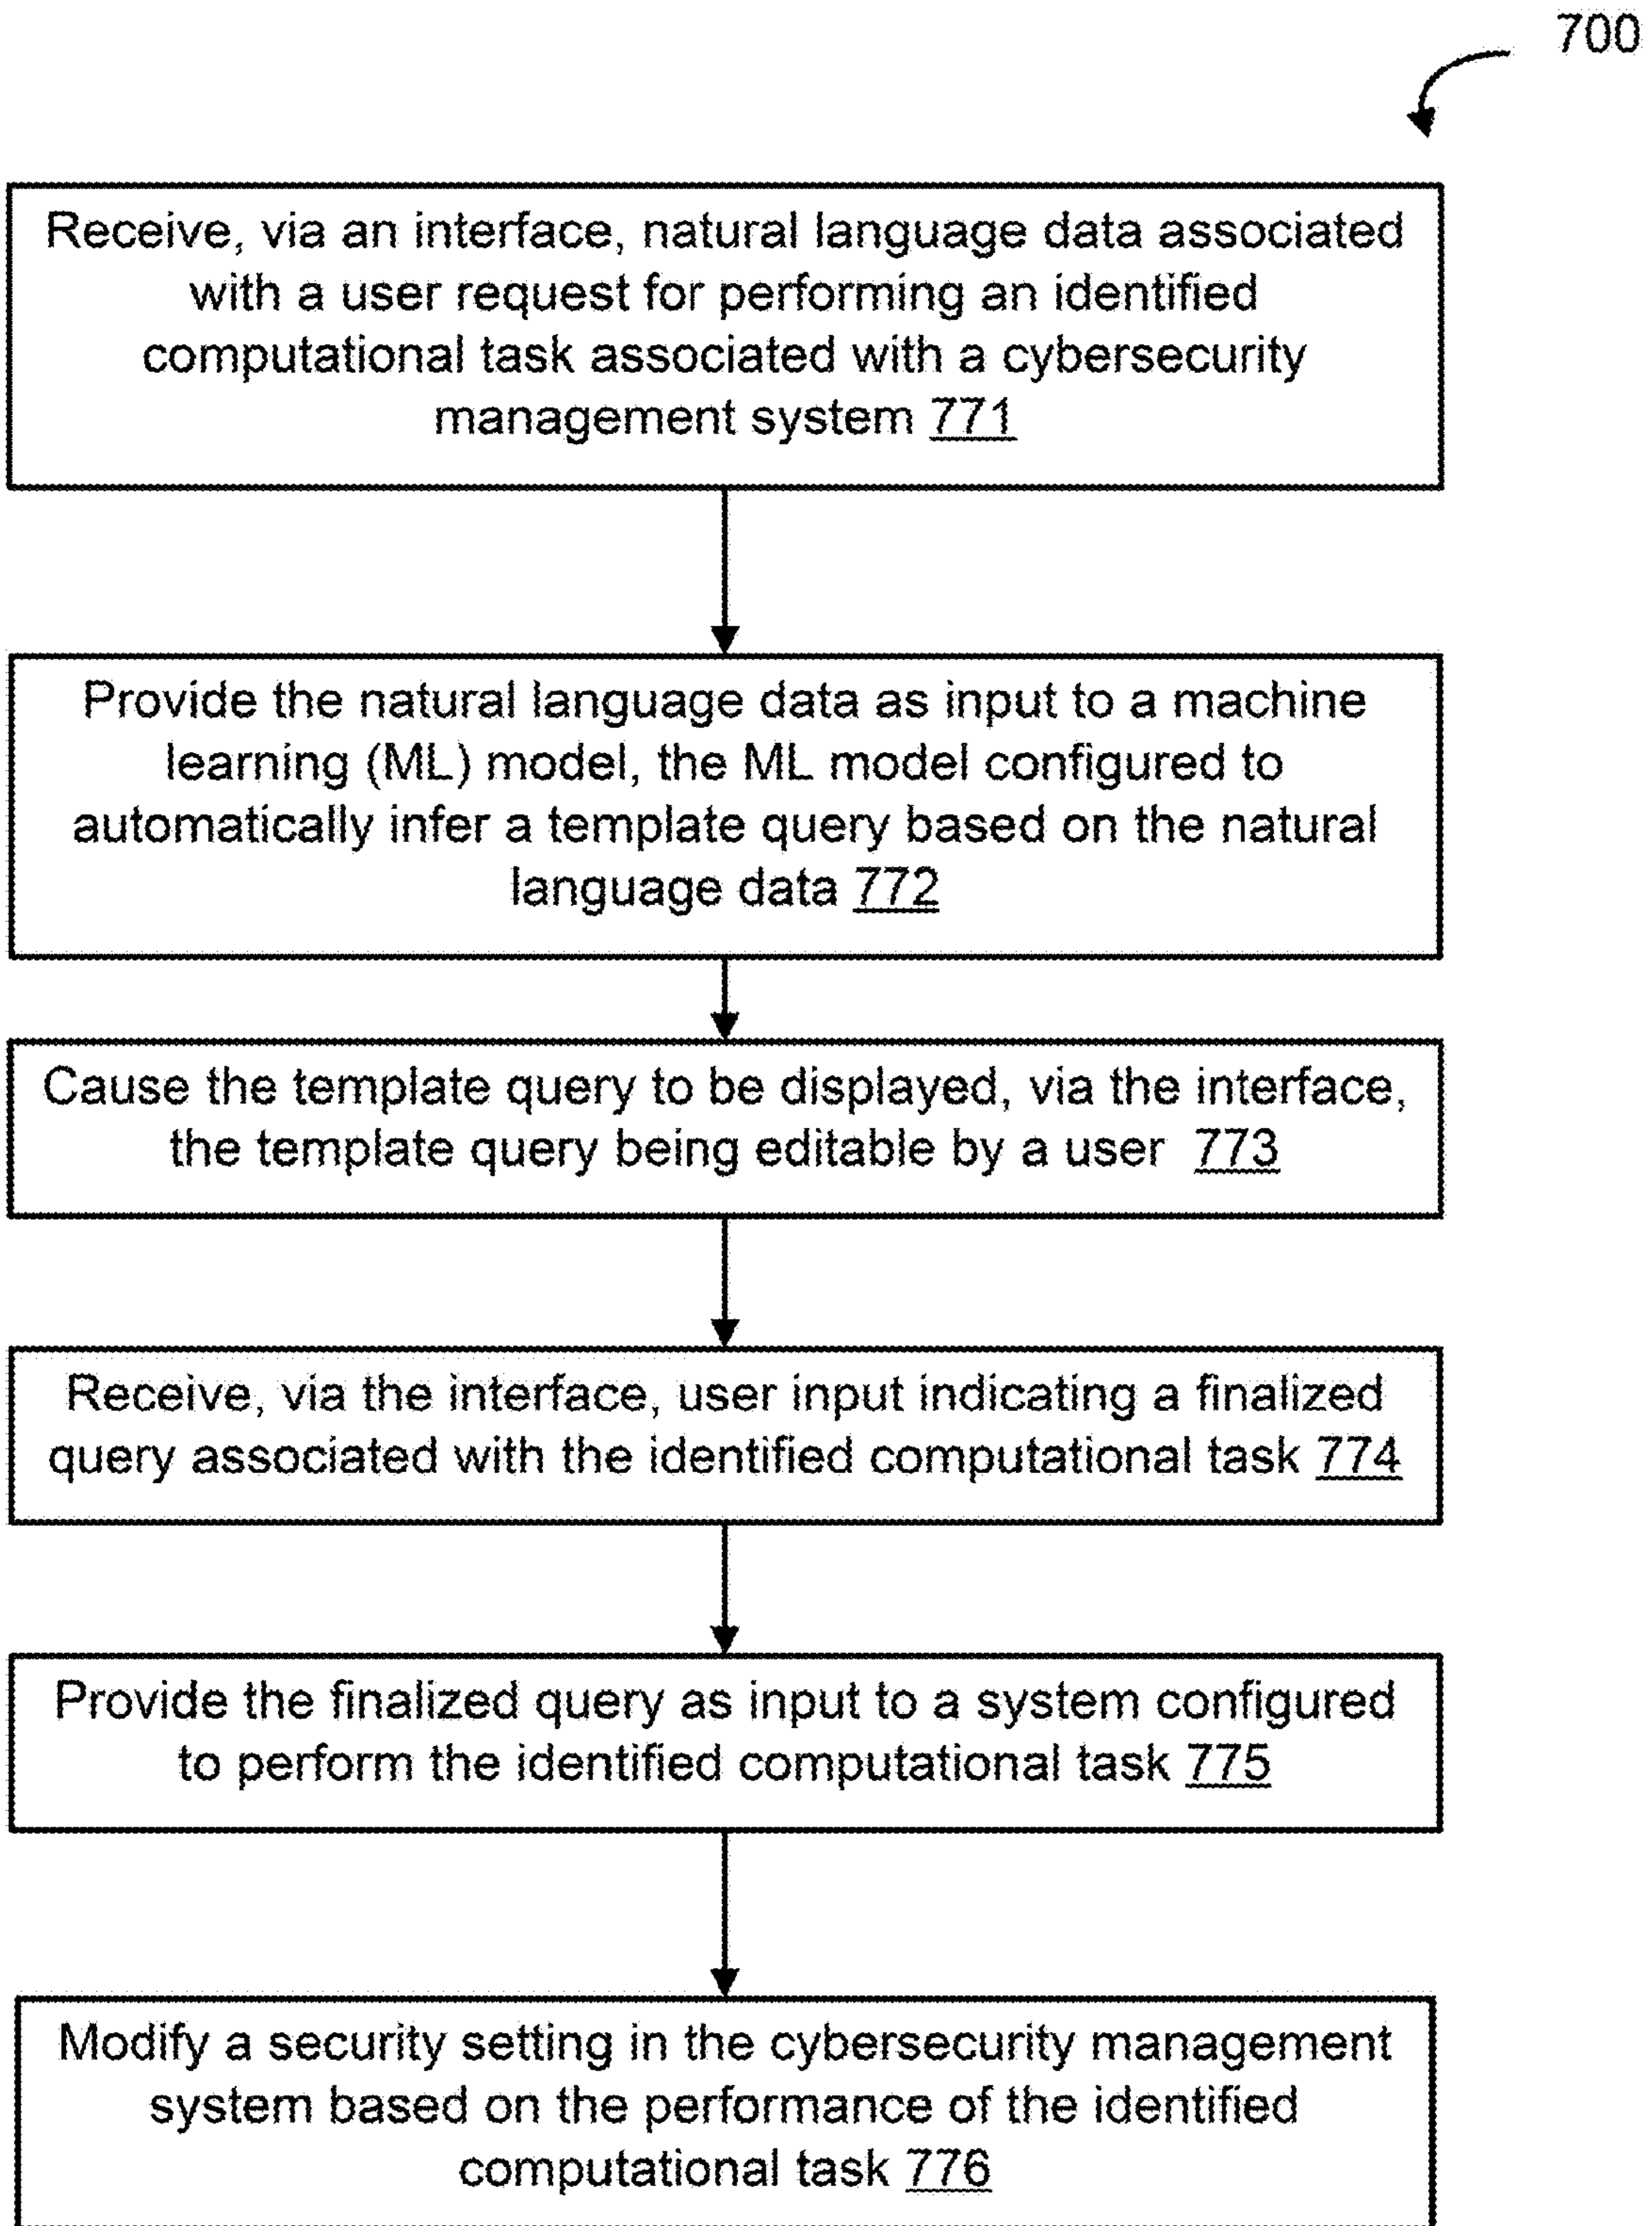 700
Receive, via an interface, natural language data associated
with a user request for performing an identified
computational task associated with a cybersecurity
management system 771
Provide the natural language data as input to a machine
learning (ML) model, the ML model configured to
automatically infer a template query based on the natural
language data 772
Cause the template query to be displayed, via the interface,
the template query being editable by a user 773
Receive, via the interface, user input indicating a finalized
query associated with the identified computational task 774
Provide the finalized query as input to a system configured
to perform the identified computational task 775
Modify a security setting in the cybersecurity management
system based on the performance of the identified
computational task 776